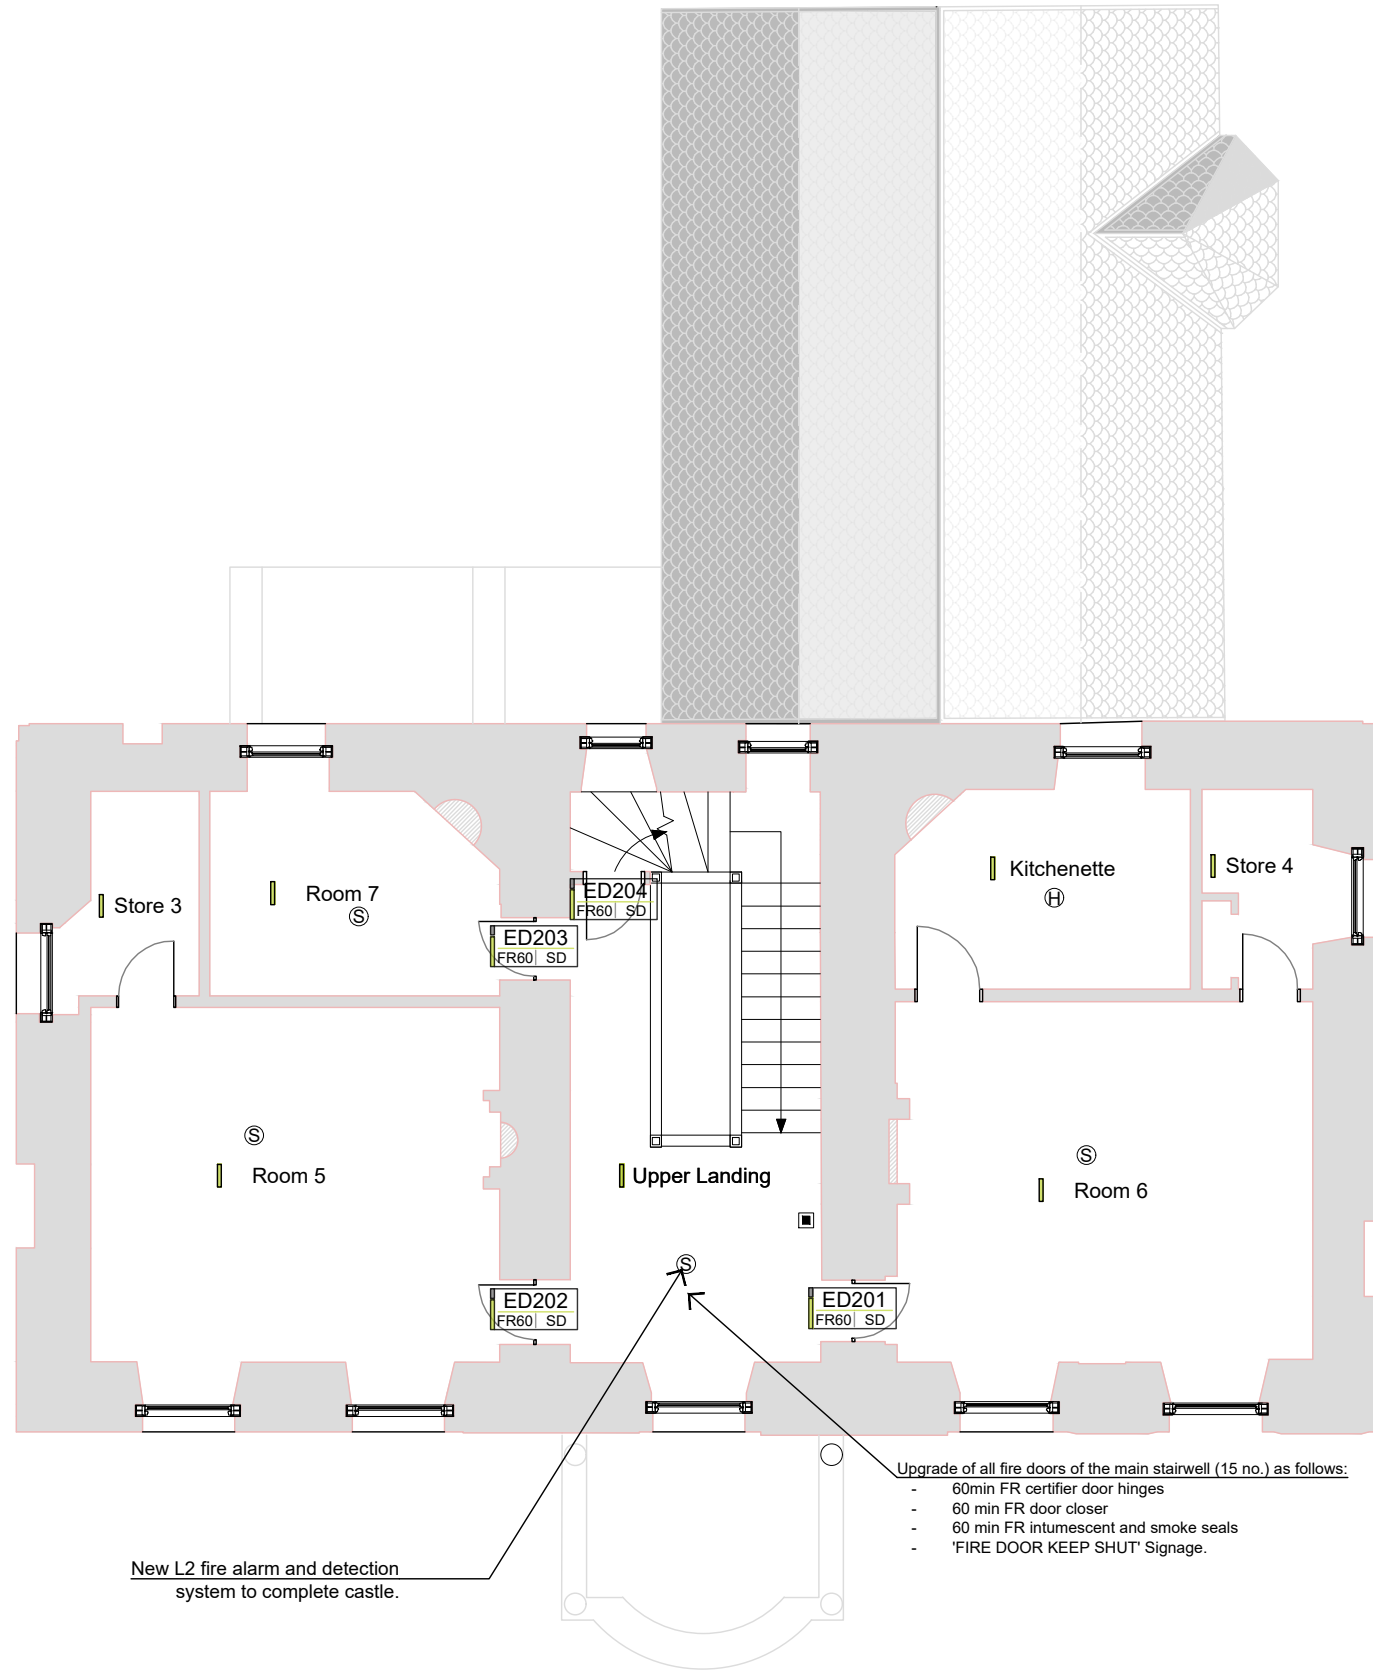 ED204
FR60 SD
Kitchenette
H
Store 4
Room 7
S
Store 3
ED203
FR60 SD
S
Room 5
Upper Landing
S
Room 6
S
ED202
FR60 SD
ED201
FR60 SD
Upgrade of all fire doors of the main stairwell (15 no.) as follows:
- 60min FR certifier door hinges
- 60 min FR door closer
- 60 min FR intumescent and smoke seals
- 'FIRE DOOR KEEP SHUT' Signage.
New L2 fire alarm and detection
system to complete castle.